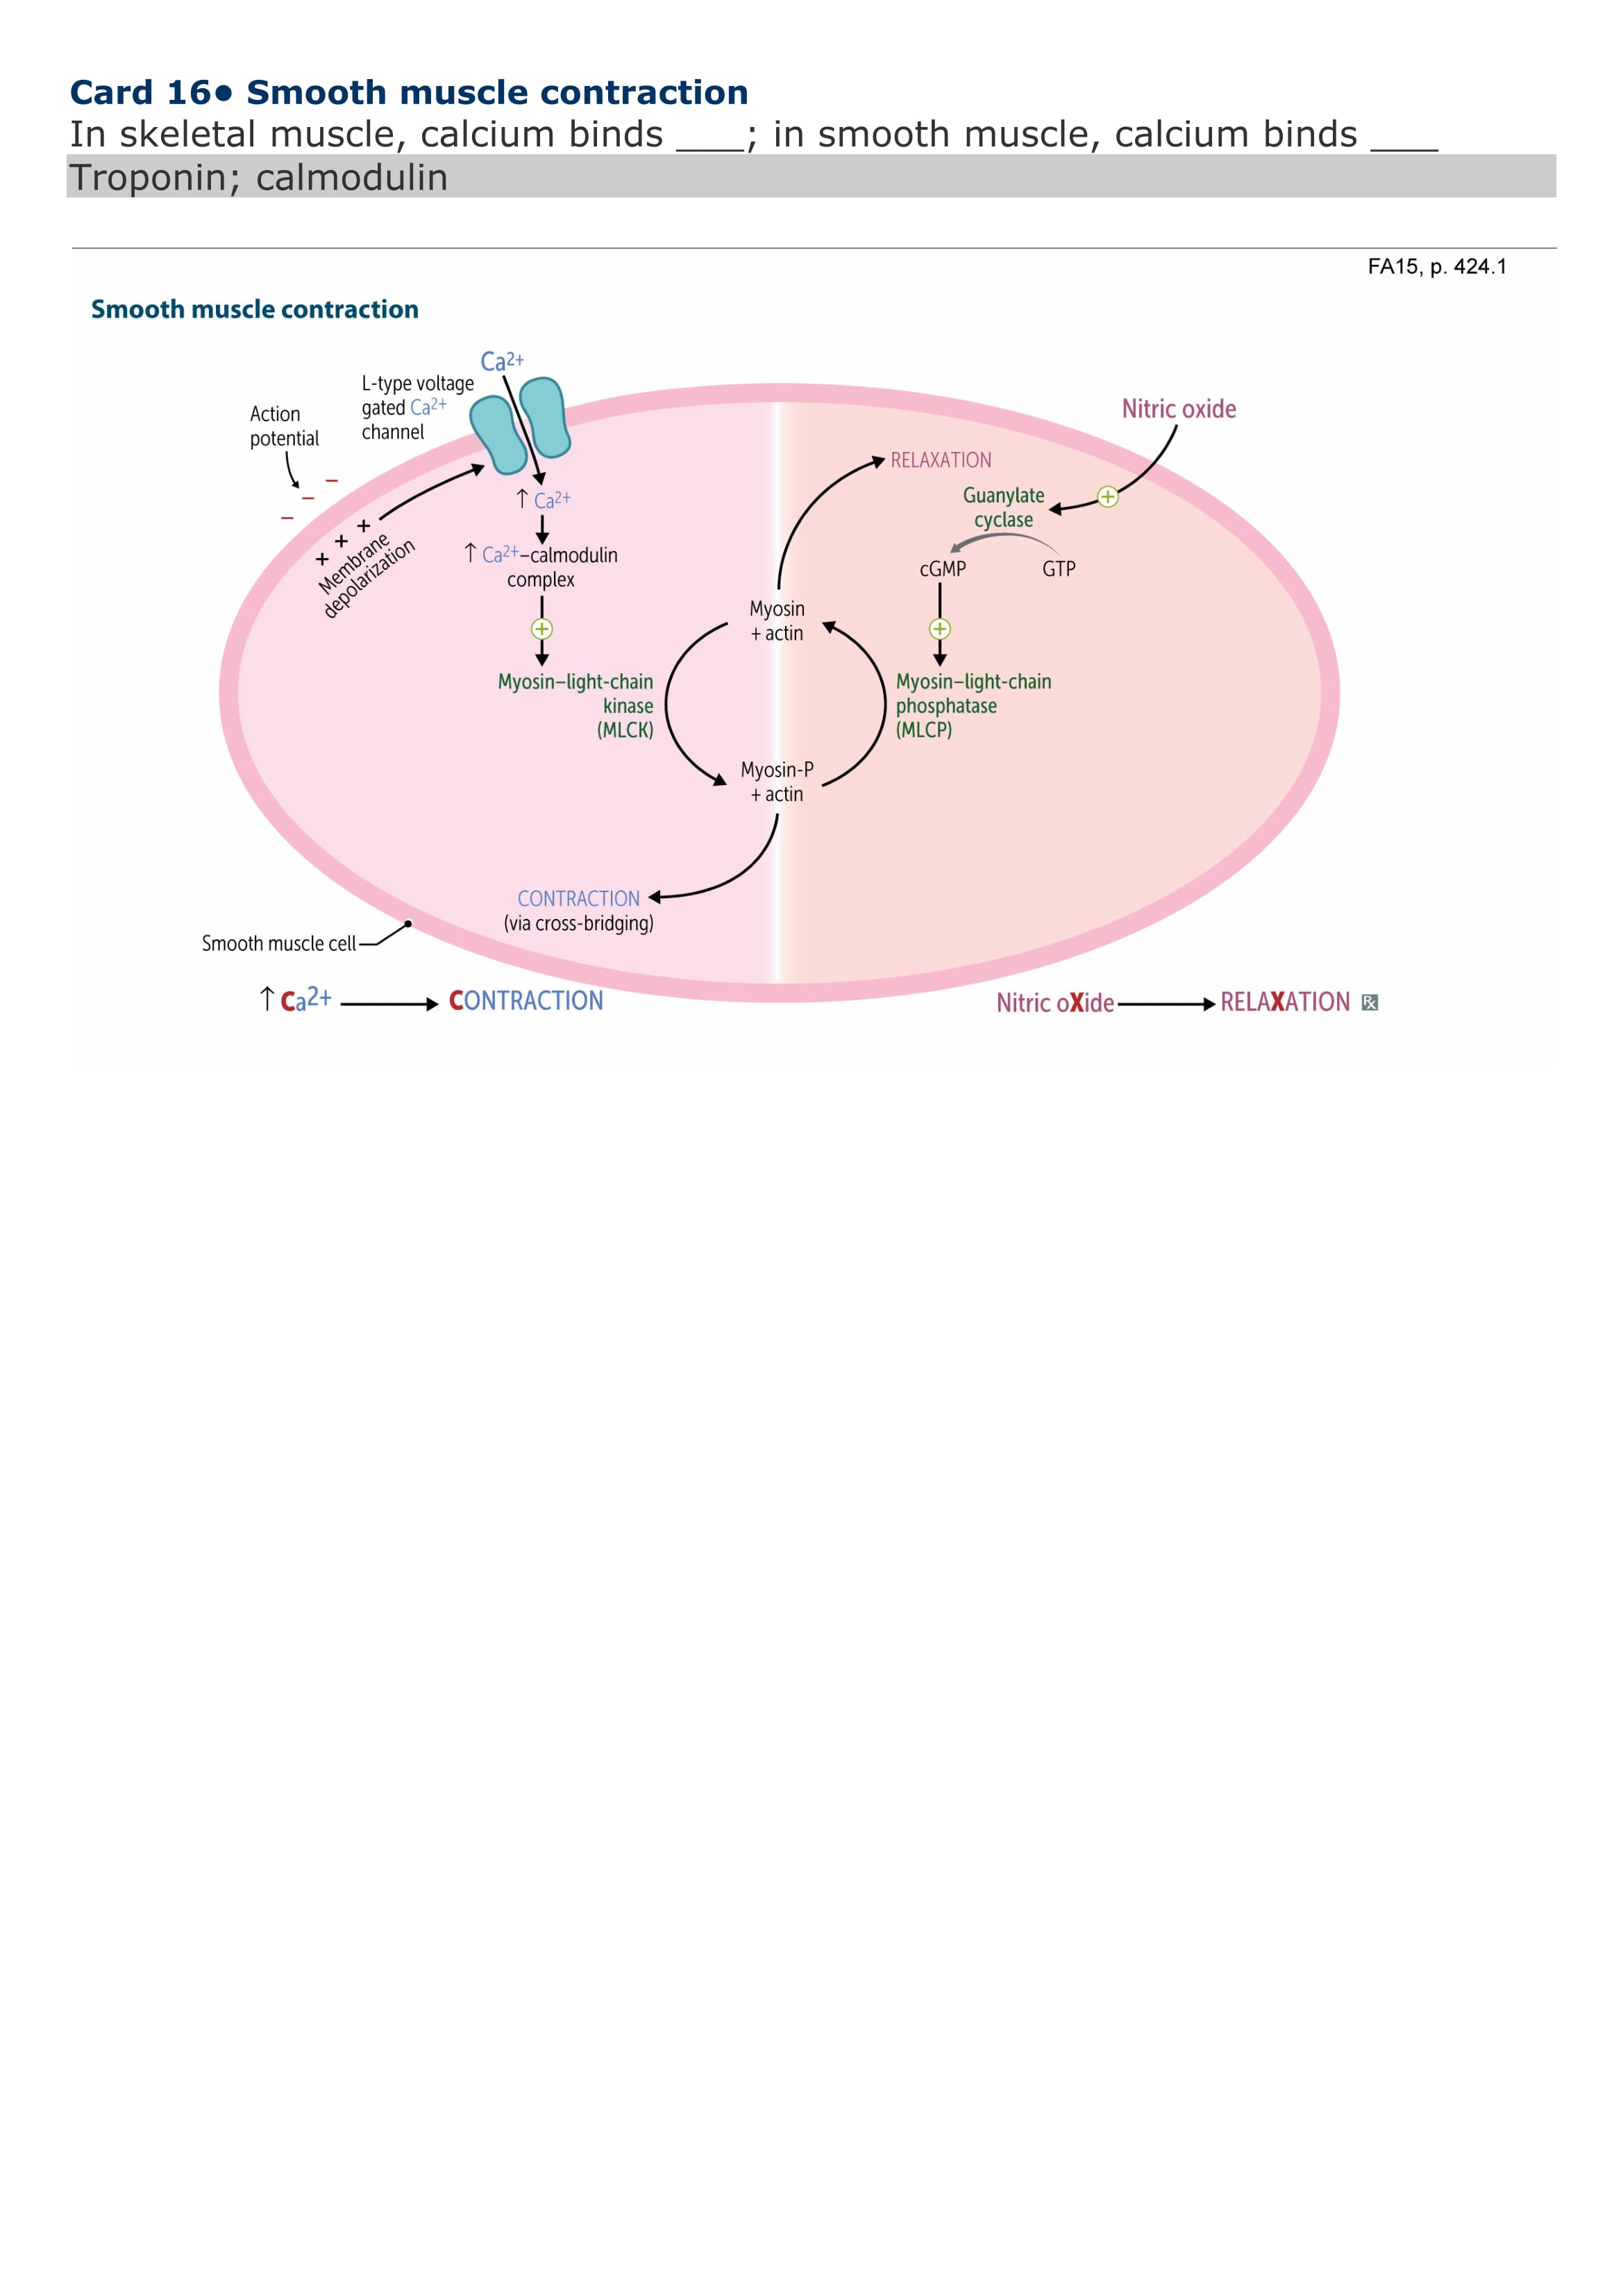 Card 16• Smooth muscle contraction
In skeletal muscle, calcium binds ____; in smooth muscle, calcium binds ____
Troponin; calmodulin
FA15, p. 424.1
Smooth muscle contraction
Ca2+
L-type voltage
gated Ca2+
channel
Action
potential
− − −
+ + +
Membrane
depolarization
↑ Ca2+
↑ Ca2+–calmodulin
complex
+
Myosin–light-chain
kinase
(MLCK)
Myosin
+ actin
Myosin-P
+ actin
CONTRACTION
(via cross-bridging)
Smooth muscle cell
RELAXATION
Nitric oxide
+
Guanylate
cyclase
cGMP
GTP
+
Myosin–light-chain
phosphatase
(MLCP)
↑ Ca2+ → CONTRACTION
Nitric oXide → RELAXATION ℞